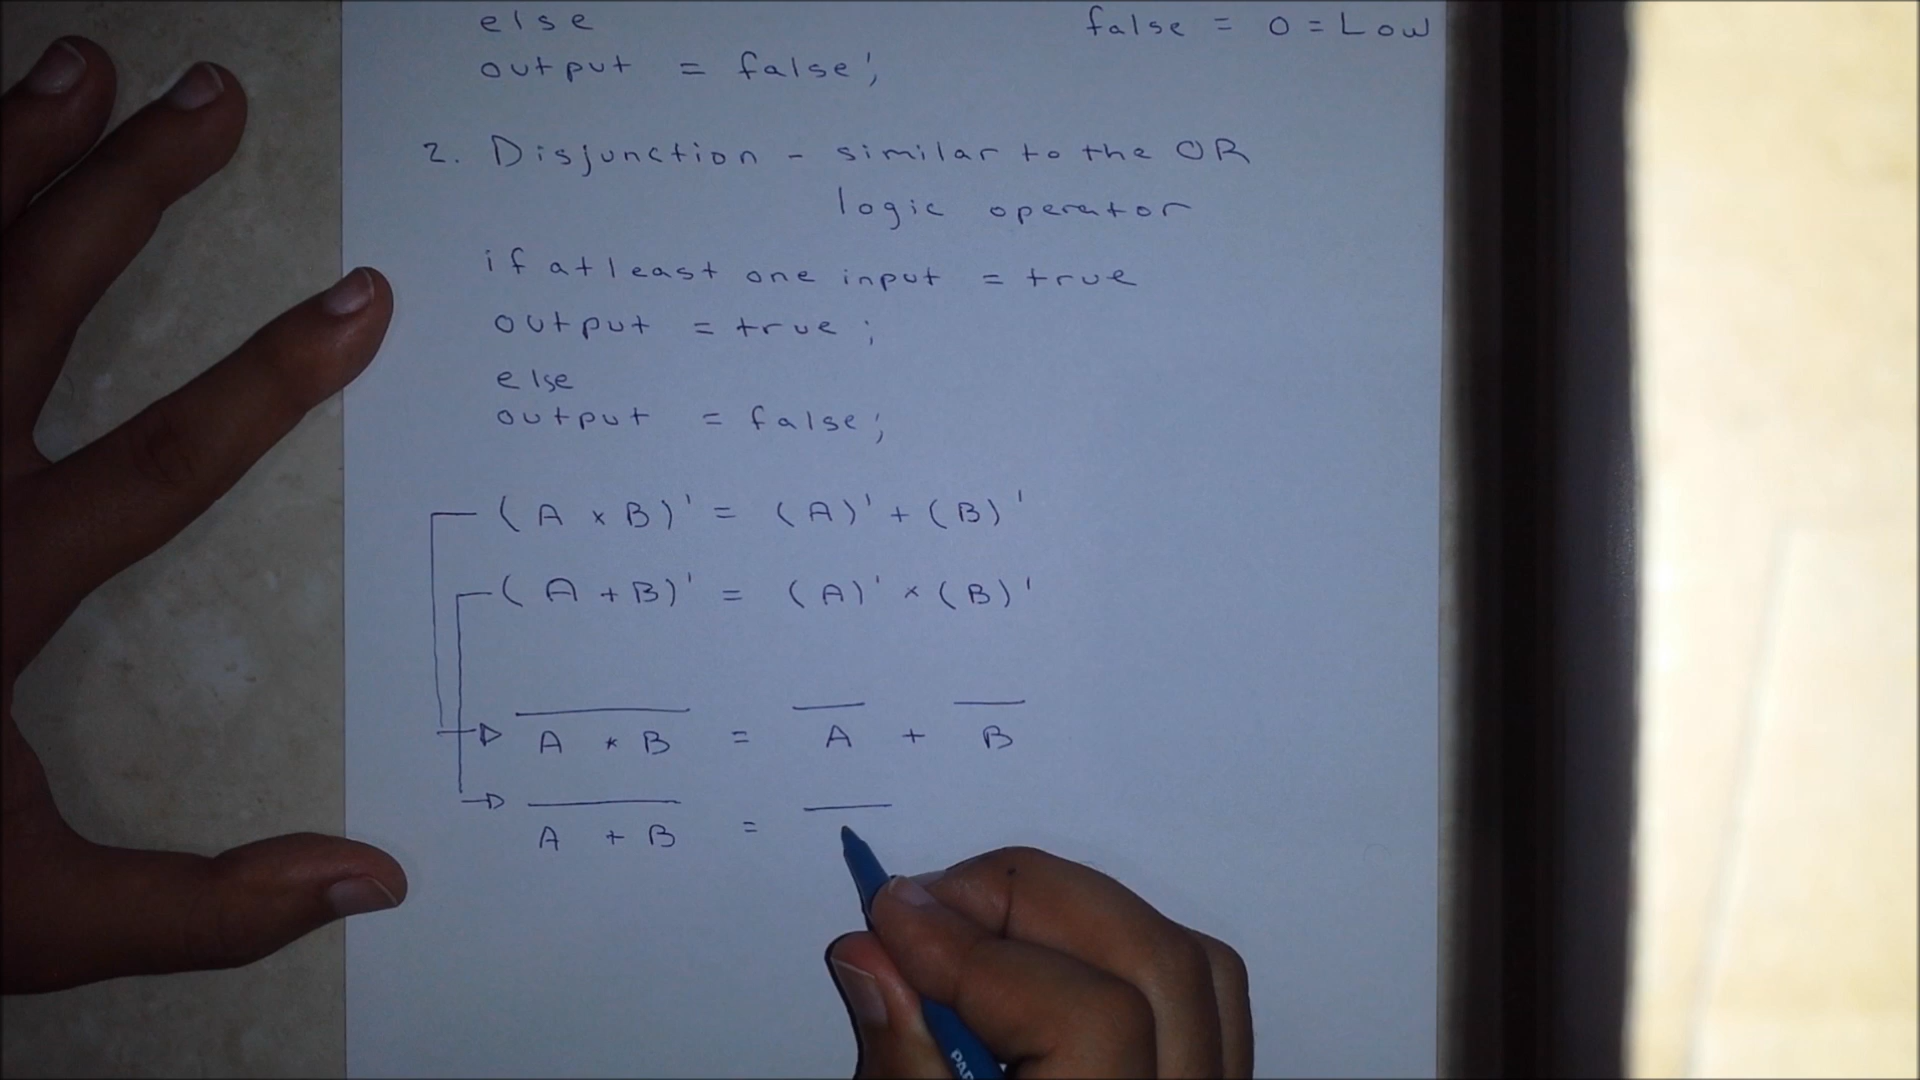 else
false = 0 = Low
output = false;
2. Disjunction - similar to the OR
logic operator
if atleast one input = true
output = true;
else
output = false;
(A × B)' = (A)' + (B)'
(A + B)' = (A)' × (B)'
A * B = A + B
A + B =
PAP